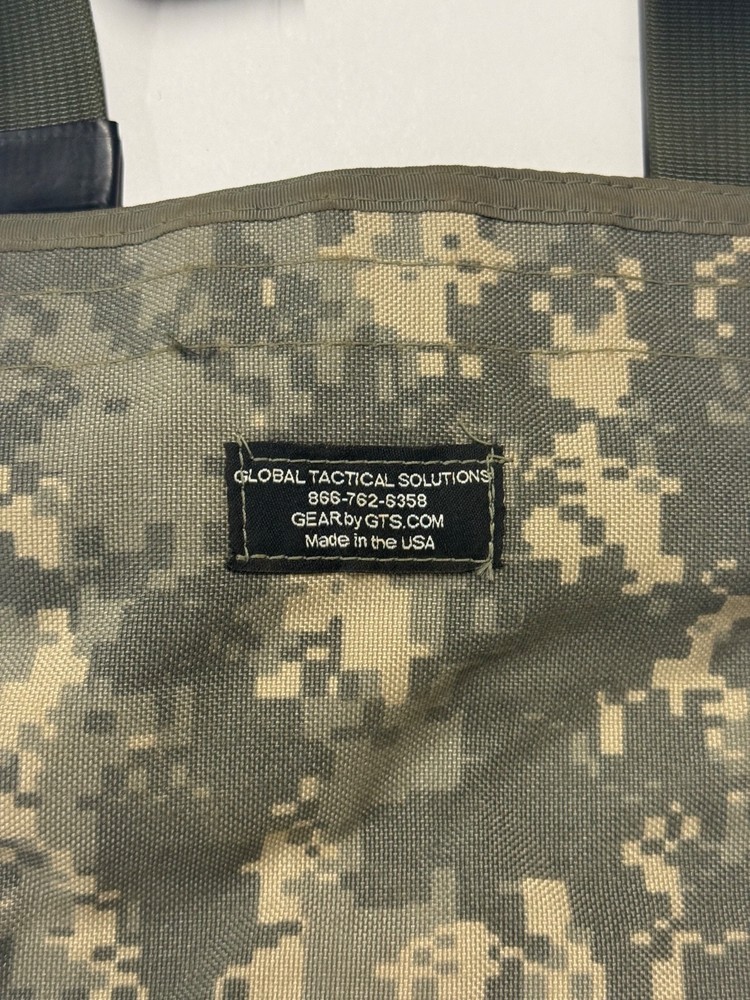 GLOBAL TACTICAL SOLUTIONS
866-762-6358
GEARbyGTS.COM
Made in the USA